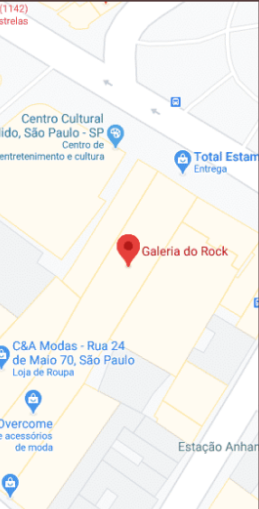 (1142)
strelas
Centro Cultural
lido, São Paulo - SP
Centro de
entretenimento e cultura
Total Estam
Entrega
Galeria do Rock
C&A Modas - Rua 24
de Maio 70, São Paulo
Loja de Roupa
Overcome
e acessórios
de moda
Estação Anhan